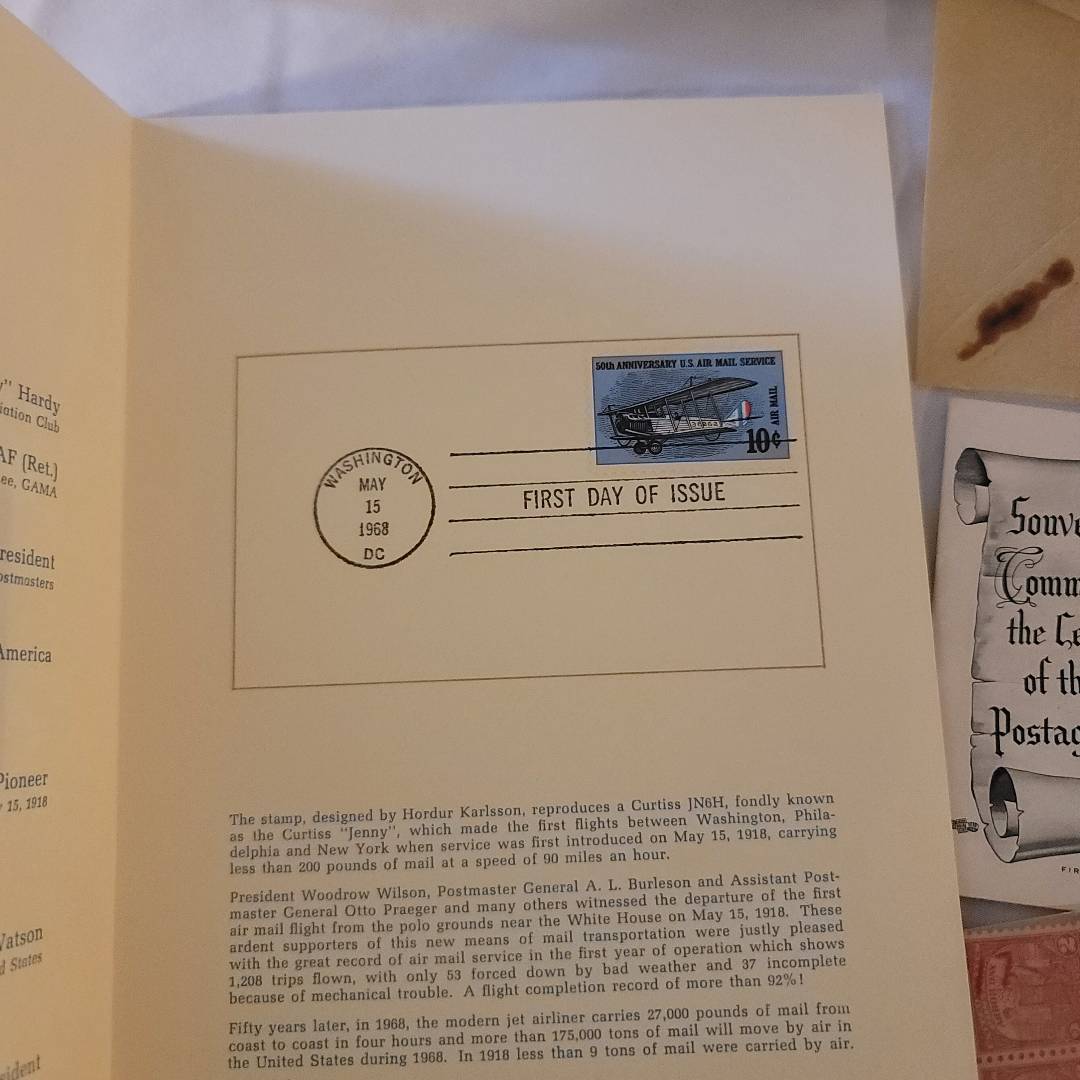 " Hardy
iation Club
AF (Ret.)
ee, GAMA
resident
ostmasters
America
Pioneer
15, 1918
Watson
d States
sident
50th ANNIVERSARY U.S. AIR MAIL SERVICE
AIR MAIL
38262
10¢
WASHINGTON
MAY
15
1968
DC
FIRST DAY OF ISSUE
The stamp, designed by Hordur Karlsson, reproduces a Curtiss JN6H, fondly known
as the Curtiss "Jenny", which made the first flights between Washington, Phila-
delphia and New York when service was first introduced on May 15, 1918, carrying
less than 200 pounds of mail at a speed of 90 miles an hour.
President Woodrow Wilson, Postmaster General A. L. Burleson and Assistant Post-
master General Otto Praeger and many others witnessed the departure of the first
air mail flight from the polo grounds near the White House on May 15, 1918. These
ardent supporters of this new means of mail transportation were justly pleased
with the great record of air mail service in the first year of operation which shows
1,208 trips flown, with only 53 forced down by bad weather and 37 incomplete
because of mechanical trouble. A flight completion record of more than 92%!
Fifty years later, in 1968, the modern jet airliner carries 27,000 pounds of mail from
coast to coast in four hours and more than 175,000 tons of mail will move by air in
the United States during 1968. In 1918 less than 9 tons of mail were carried by air.
Souve
Comm
the Ce
of th
Postag
FIR
2